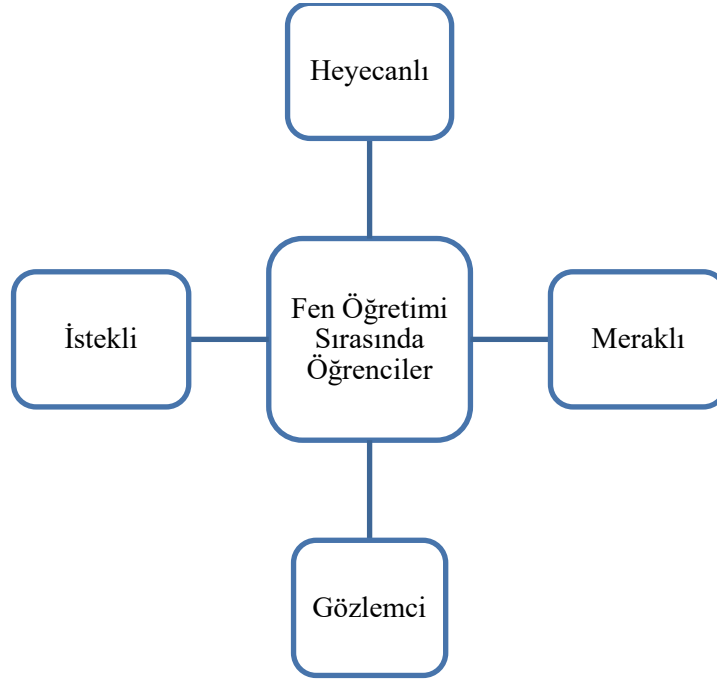 Heyecanlı
İstekli
Fen Öğretimi
Sırasında
Öğrenciler
Meraklı
Gözlemci